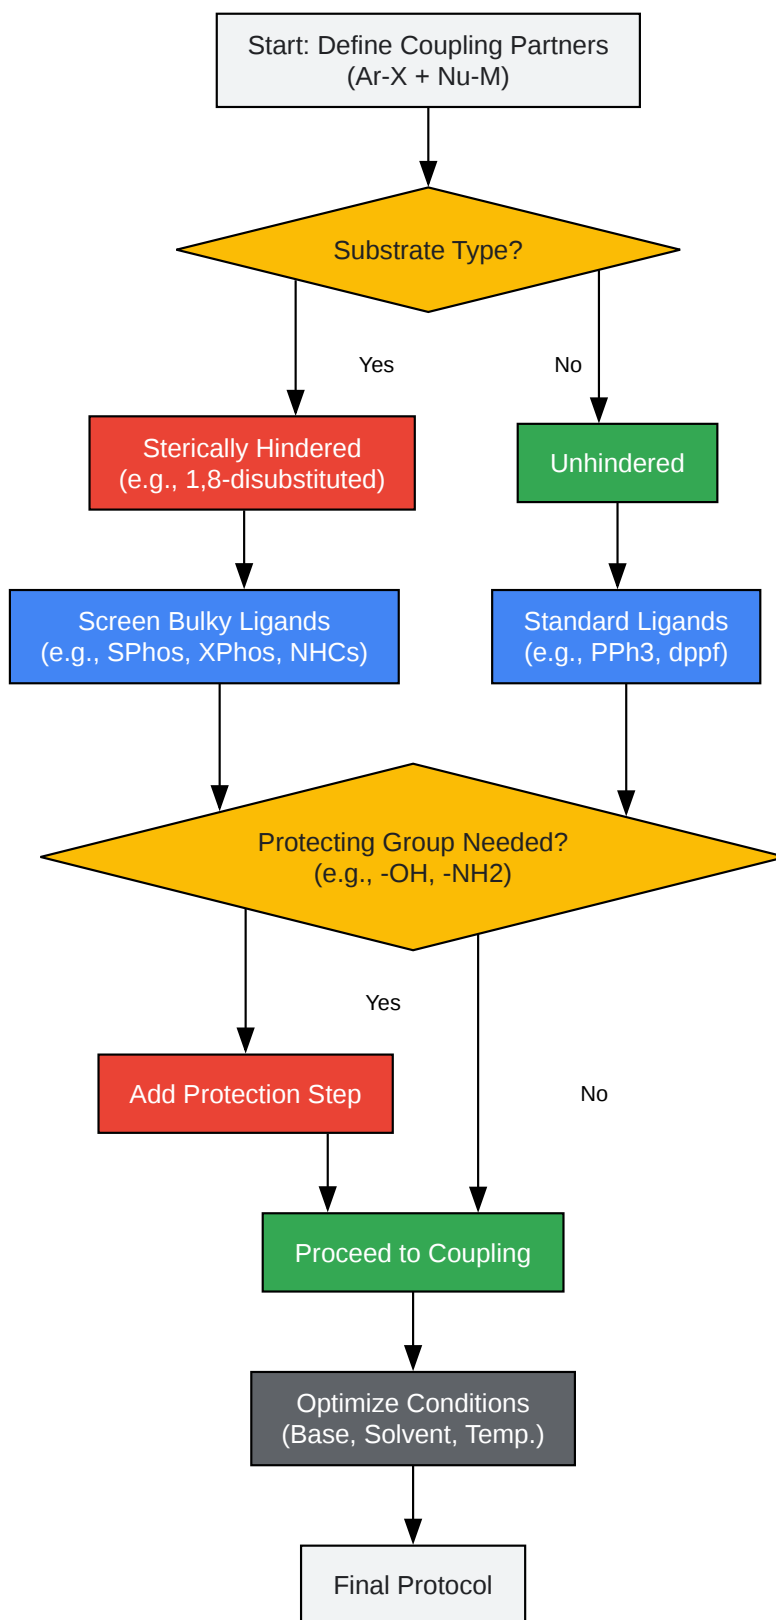 Start: Define Coupling Partners
(Ar-X + Nu-M)
Substrate Type?
Yes
No
Sterically Hindered
(e.g., 1,8-disubstituted)
Unhindered
Screen Bulky Ligands
(e.g., SPhos, XPhos, NHCs)
Standard Ligands
(e.g., PPh3, dppf)
Protecting Group Needed?
(e.g., -OH, -NH2)
Yes
Add Protection Step
No
Proceed to Coupling
Optimize Conditions
(Base, Solvent, Temp.)
Final Protocol